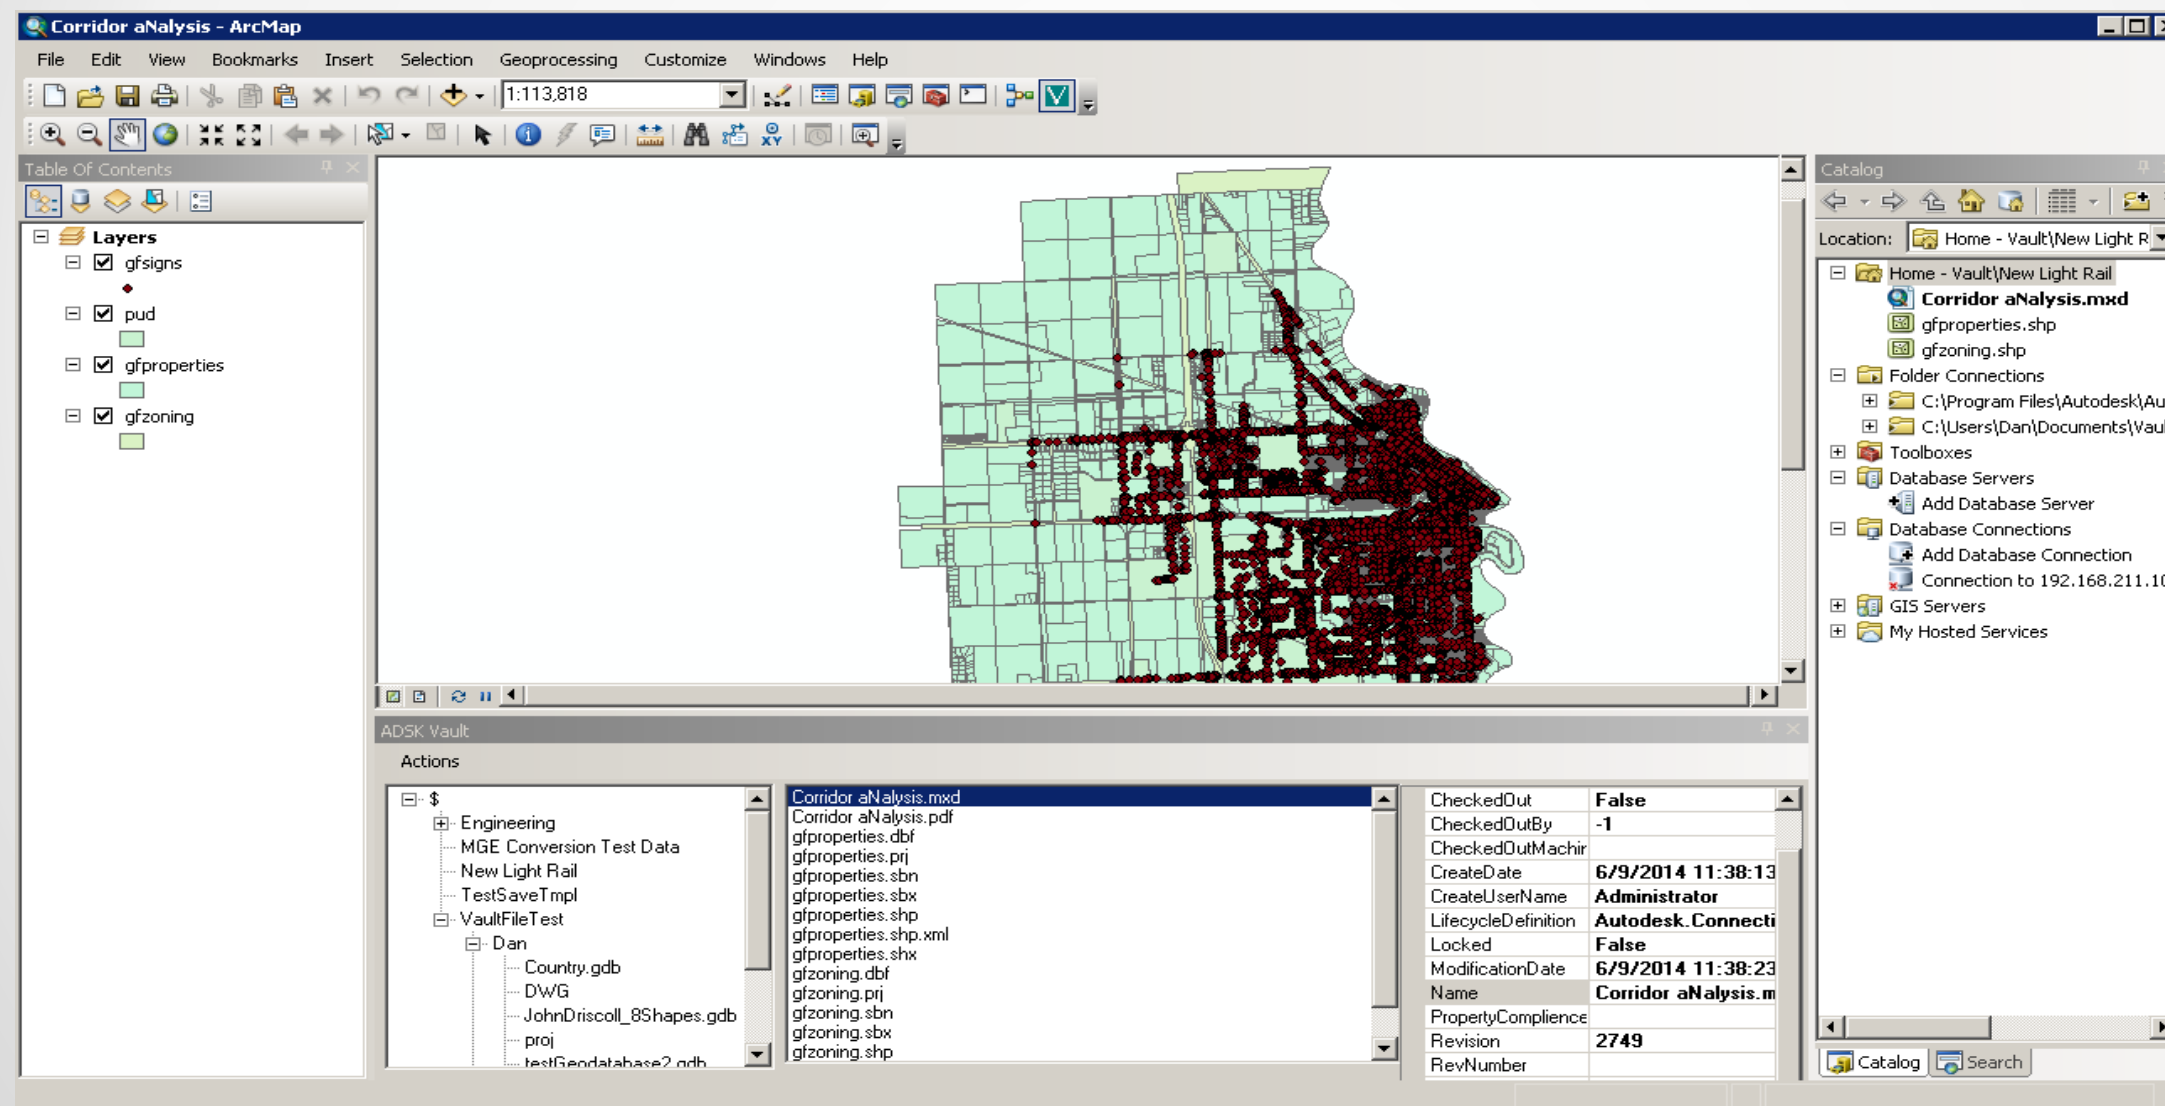 Corridor aNalysis - ArcMap
File Edit View Bookmarks Insert Selection Geoprocessing Customize Windows Help
1:113,818
Table Of Contents
Layers
gfsigns
pud
gfproperties
gfzoning
ADSK Vault
Actions
$
Engineering
MGE Conversion Test Data
New Light Rail
TestSaveTmpl
VaultFileTest
Dan
Country.gdb
DWG
JohnDriscoll_8Shapes.gdb
proj
testGeodatabase2.gdb
Corridor aNalysis.mxd
Corridor aNalysis.pdf
gfproperties.dbf
gfproperties.prj
gfproperties.sbn
gfproperties.sbx
gfproperties.shp
gfproperties.shp.xml
gfproperties.shx
gfzoning.dbf
gfzoning.prj
gfzoning.sbn
gfzoning.sbx
gfzoning.shp
CheckedOut False
CheckedOutBy -1
CheckedOutMachir
CreateDate 6/9/2014 11:38:13
CreateUserName Administrator
LifecycleDefinition Autodesk.Connecti
Locked False
ModificationDate 6/9/2014 11:38:23
Name Corridor aNalysis.m
PropertyComplience
Revision 2749
RevNumber
Catalog
Location: Home - Vault\New Light R
Home - Vault\New Light Rail
Corridor aNalysis.mxd
gfproperties.shp
gfzoning.shp
Folder Connections
C:\Program Files\Autodesk\Au
C:\Users\Dan\Documents\Vaul
Toolboxes
Database Servers
Add Database Server
Database Connections
Add Database Connection
Connection to 192.168.211.10
GIS Servers
My Hosted Services
Catalog Search